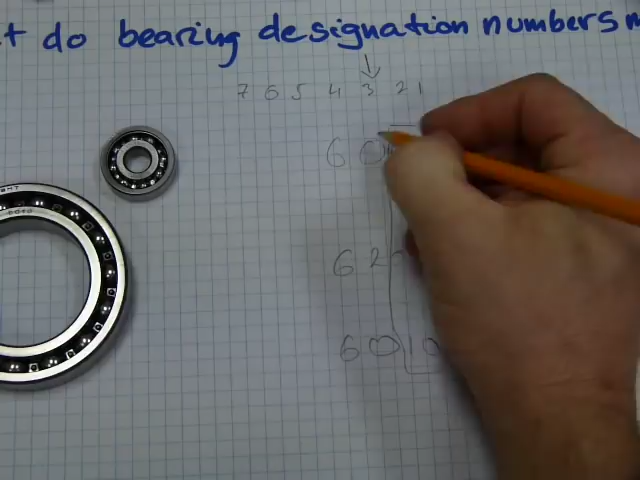 t do bearing designation numbers m
7 6 5 4 3 2 1
6 0
6 2
6 0 1 0